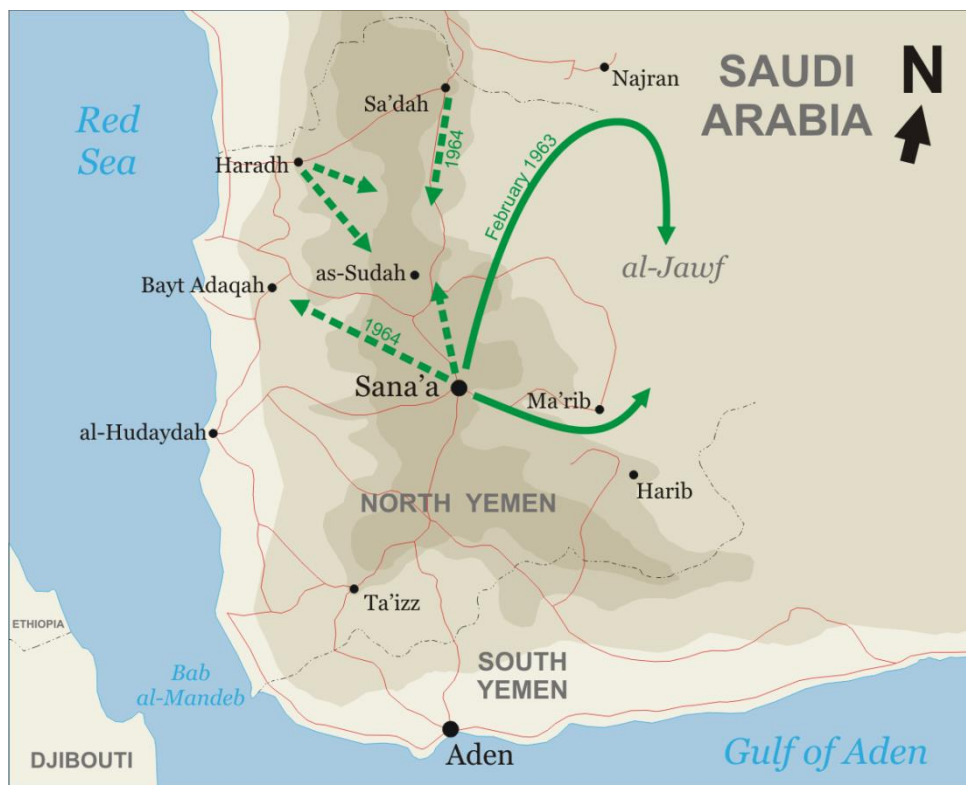 SAUDI
ARABIA
N
Najran
Sa'dah
Red
Sea
1964
February 1963
Haradh
al-Jawf
as-Sudah
Bayt Adaqah
1964
Sana'a
Ma'rib
al-Hudaydah
Harib
NORTH YEMEN
Ta'izz
ETHIOPIA
SOUTH
YEMEN
Bab
al-Mandeb
Aden
Gulf of Aden
DJIBOUTI